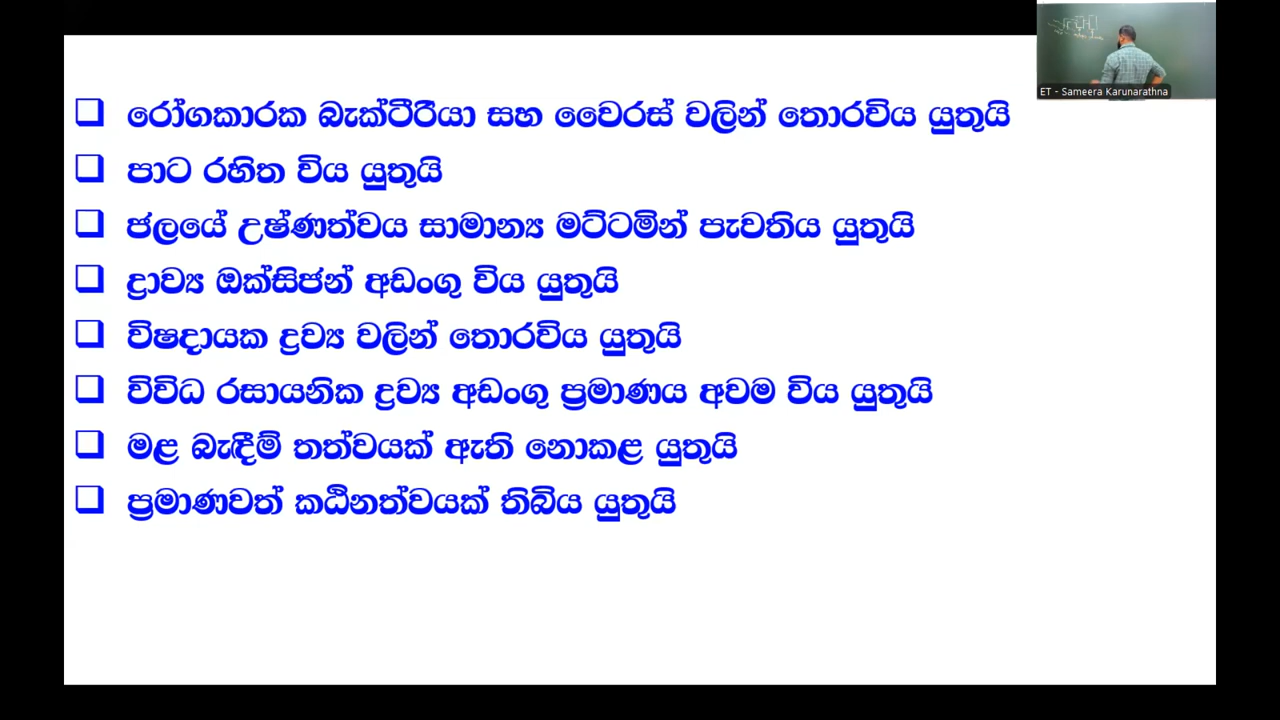 ET - Sameera Karunarathna
❑ රෝගකාරක බැක්ටීරියා සහ වෛරස් වලින් තොරවිය යුතුයි
❑ පාට රහිත විය යුතුයි
❑ ජලයේ උෂ්ණත්වය සාමාන්‍ය මට්ටමින් පැවතිය යුතුයි
❑ ද්‍රාව්‍ය ඔක්සිජන් අඩංගු විය යුතුයි
❑ විෂදායක ද්‍රව්‍ය වලින් තොරවිය යුතුයි
❑ විවිධ රසායනික ද්‍රව්‍ය අඩංගු ප්‍රමාණය අවම විය යුතුයි
❑ මළ බැඳීම් තත්වයක් ඇති නොකළ යුතුයි
❑ ප්‍රමාණවත් කඨිනත්වයක් තිබිය යුතුයි